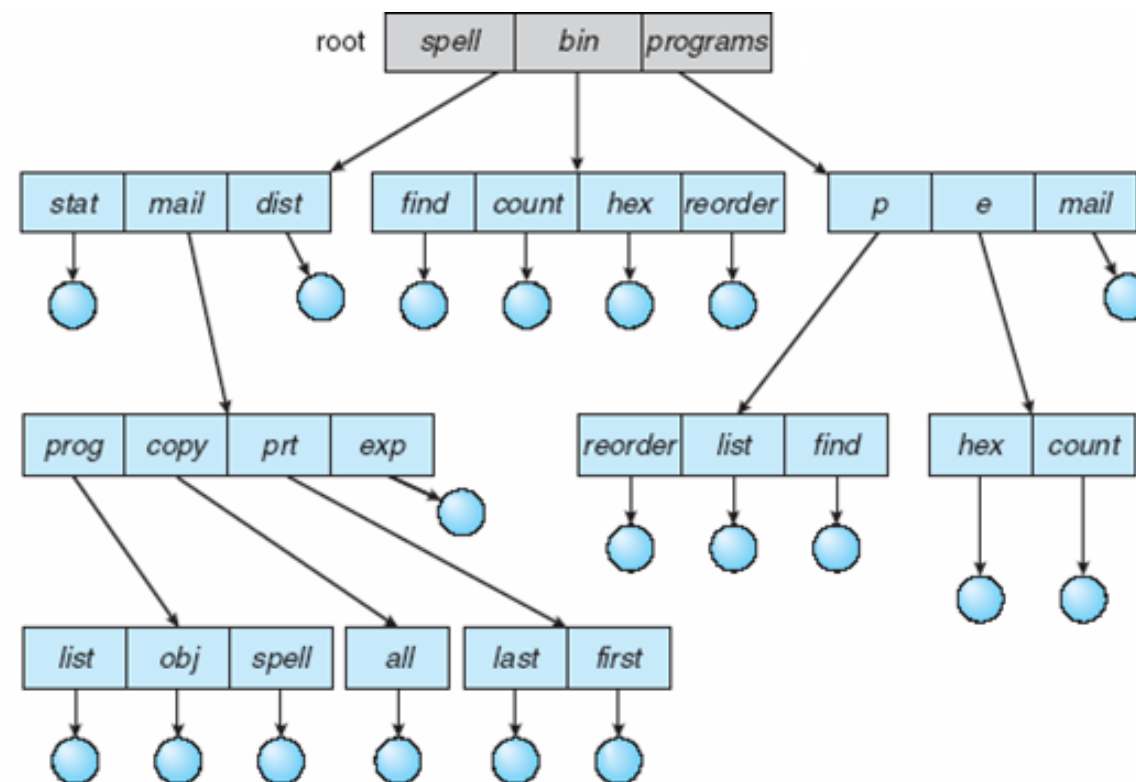 root spell bin programs
stat mail dist find count hex reorder p e mail
prog copy prt exp reorder list find hex count
list obj spell all last first